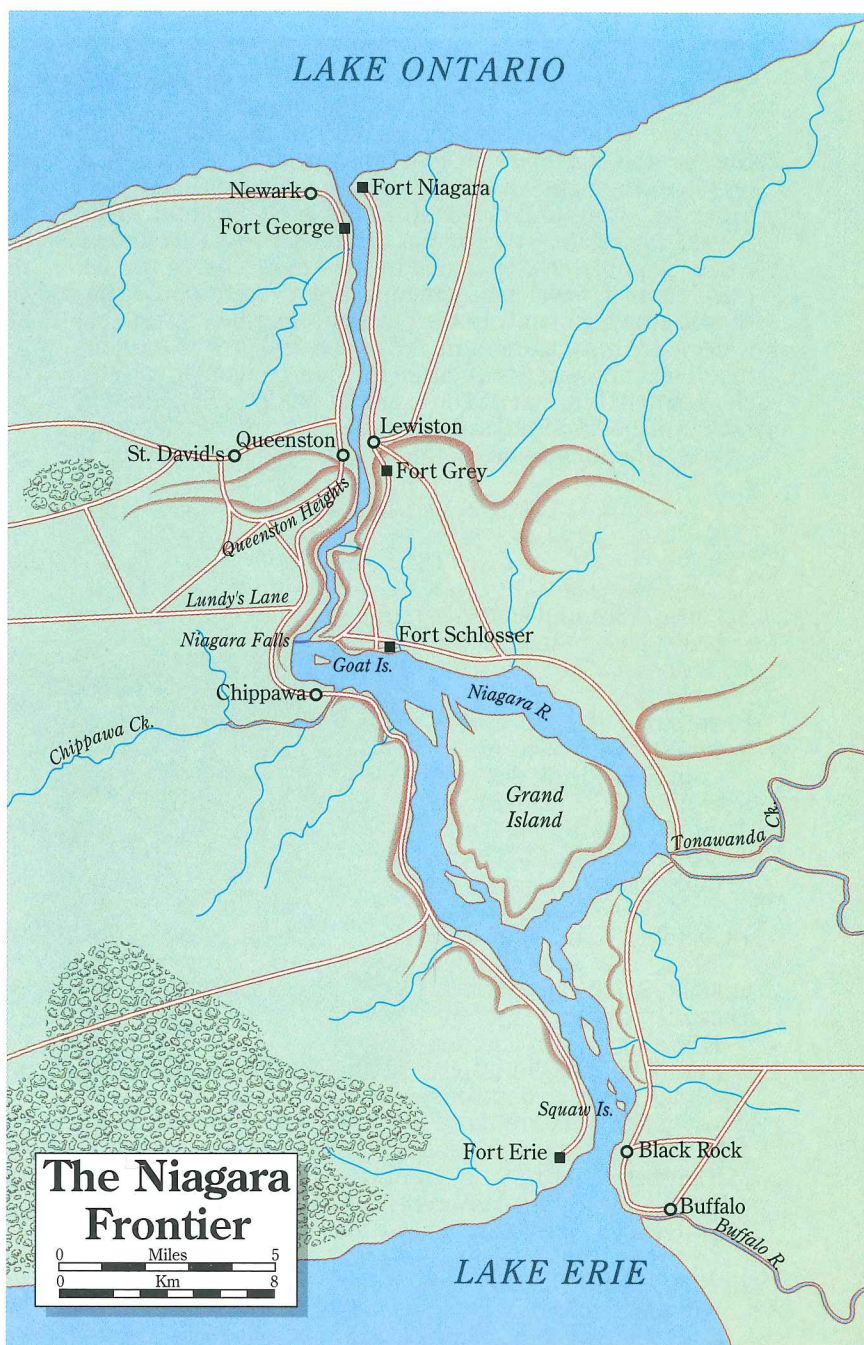 LAKE ONTARIO
Newark
Fort Niagara
Fort George
Lewiston
Queenston
St. David's
Fort Grey
Queenston Heights
Lundy's Lane
Niagara Falls
Fort Schlosser
Goat Is.
Chippawa
Niagara R.
Chippawa Ck.
Grand
Island
Tonawanda Ck.
Squaw Is.
Fort Erie
Black Rock
Buffalo
Buffalo R.
LAKE ERIE
The Niagara
Frontier
0 Miles 5
0 Km 8